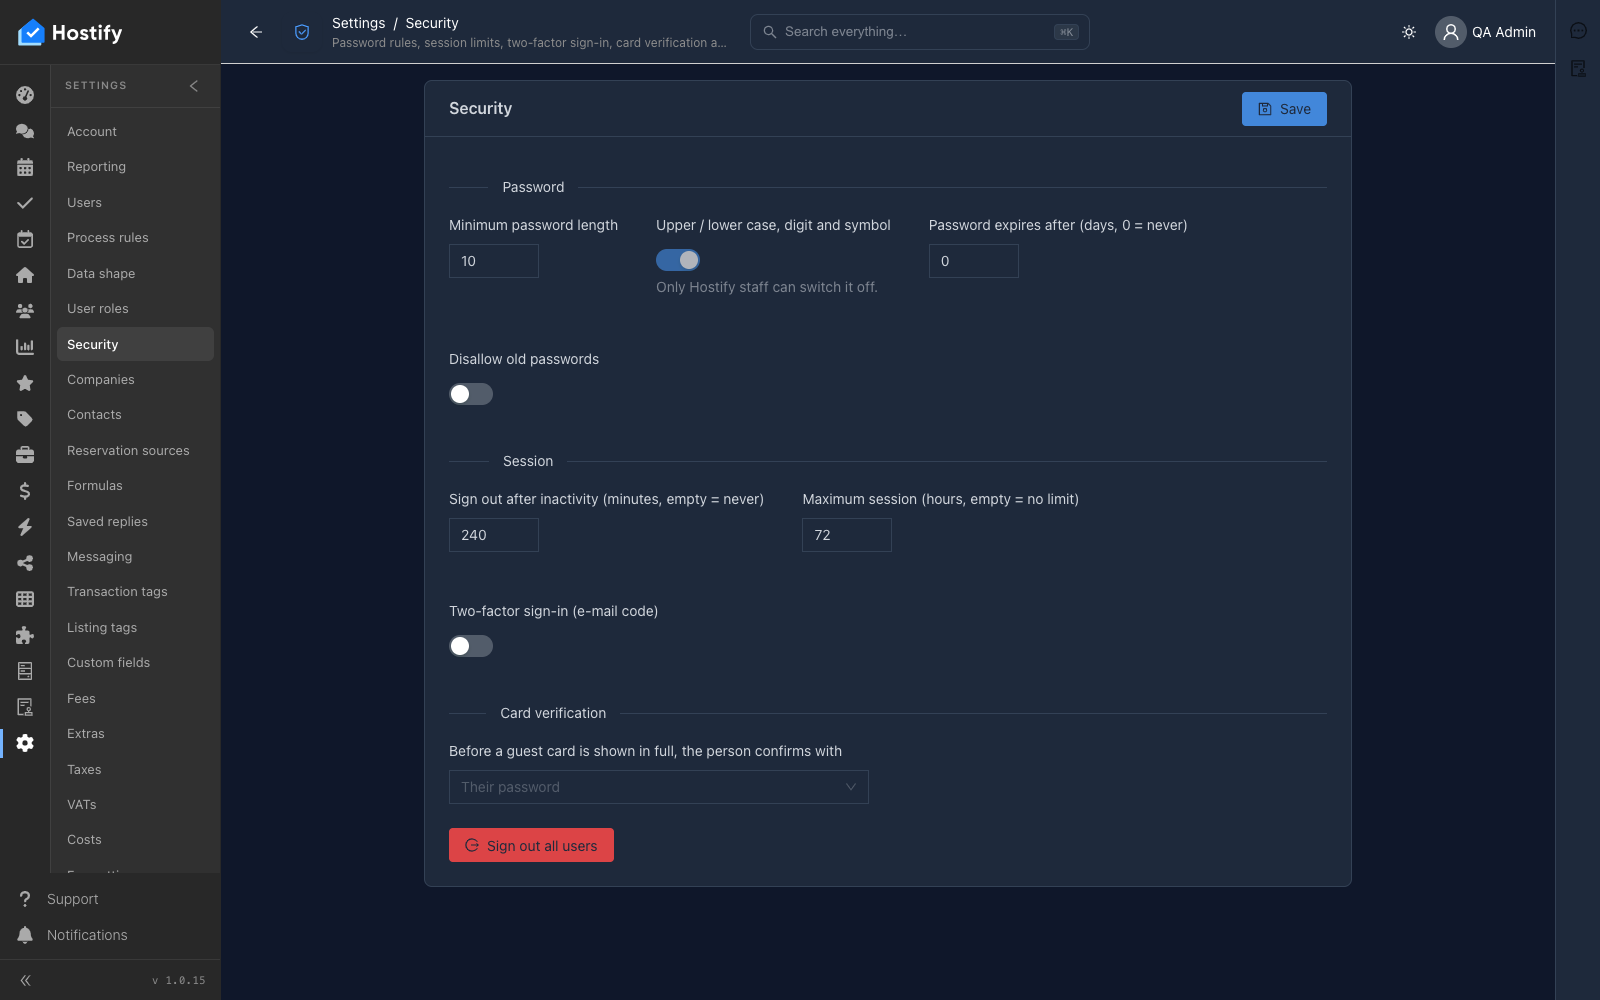 Hostify
Settings / Security
Password rules, session limits, two-factor sign-in, card verification a...
Search everything...
⌘K
QA Admin
SETTINGS
Account
Reporting
Users
Process rules
Data shape
User roles
Security
Companies
Contacts
Reservation sources
Formulas
Saved replies
Messaging
Transaction tags
Listing tags
Custom fields
Fees
Extras
Taxes
VATs
Costs
Support
Notifications
v 1.0.15
Security
Save
Password
Minimum password length
Upper / lower case, digit and symbol
Password expires after (days, 0 = never)
10
0
Only Hostify staff can switch it off.
Disallow old passwords
Session
Sign out after inactivity (minutes, empty = never)
Maximum session (hours, empty = no limit)
240
72
Two-factor sign-in (e-mail code)
Card verification
Before a guest card is shown in full, the person confirms with
Their password
Sign out all users